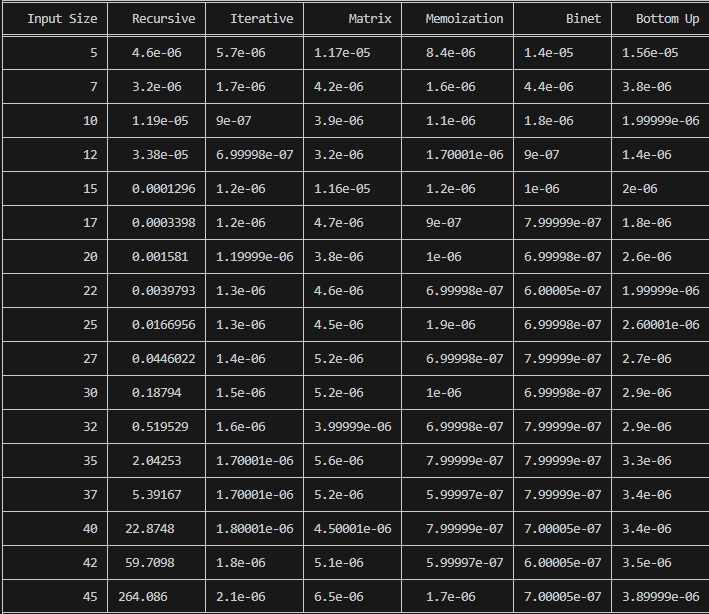 Input Size Recursive Iterative Matrix Memoization Binet Bottom Up
5 4.6e-06 5.7e-06 1.17e-05 8.4e-06 1.4e-05 1.56e-05
7 3.2e-06 1.7e-06 4.2e-06 1.6e-06 4.4e-06 3.8e-06
10 1.19e-05 9e-07 3.9e-06 1.1e-06 1.8e-06 1.99999e-06
12 3.38e-05 6.99998e-07 3.2e-06 1.70001e-06 9e-07 1.4e-06
15 0.0001296 1.2e-06 1.16e-05 1.2e-06 1e-06 2e-06
17 0.0003398 1.2e-06 4.7e-06 9e-07 7.99999e-07 1.8e-06
20 0.001581 1.19999e-06 3.8e-06 1e-06 6.99998e-07 2.6e-06
22 0.0039793 1.3e-06 4.6e-06 6.99998e-07 6.00005e-07 1.99999e-06
25 0.0166956 1.3e-06 4.5e-06 1.9e-06 6.99998e-07 2.60001e-06
27 0.0446022 1.4e-06 5.2e-06 6.99998e-07 7.99999e-07 2.7e-06
30 0.18794 1.5e-06 5.2e-06 1e-06 6.99998e-07 2.9e-06
32 0.519529 1.6e-06 3.99999e-06 6.99998e-07 7.99999e-07 2.9e-06
35 2.04253 1.70001e-06 5.6e-06 7.99999e-07 7.99999e-07 3.3e-06
37 5.39167 1.70001e-06 5.2e-06 5.99997e-07 7.99999e-07 3.4e-06
40 22.8748 1.80001e-06 4.50001e-06 7.99999e-07 7.00005e-07 3.4e-06
42 59.7098 1.8e-06 5.1e-06 5.99997e-07 6.00005e-07 3.5e-06
45 264.086 2.1e-06 6.5e-06 1.7e-06 7.00005e-07 3.89999e-06